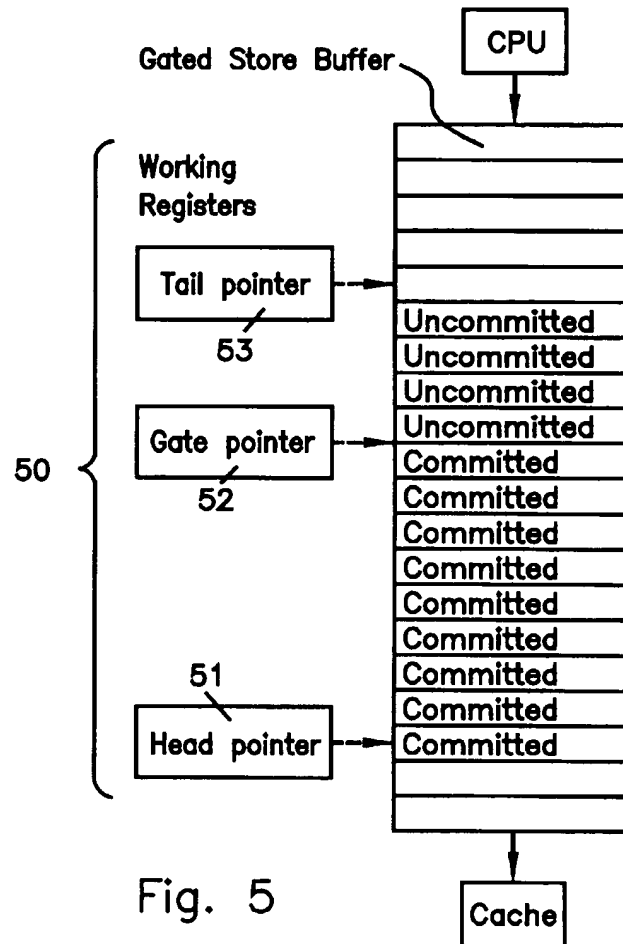 CPU
Gated Store Buffer
Working
Registers
Tail pointer
53
Uncommitted
Uncommitted
Uncommitted
Uncommitted
Gate pointer
52
50
Committed
Committed
Committed
Committed
Committed
Committed
Committed
Committed
Committed
51
Head pointer
Fig. 5
Cache